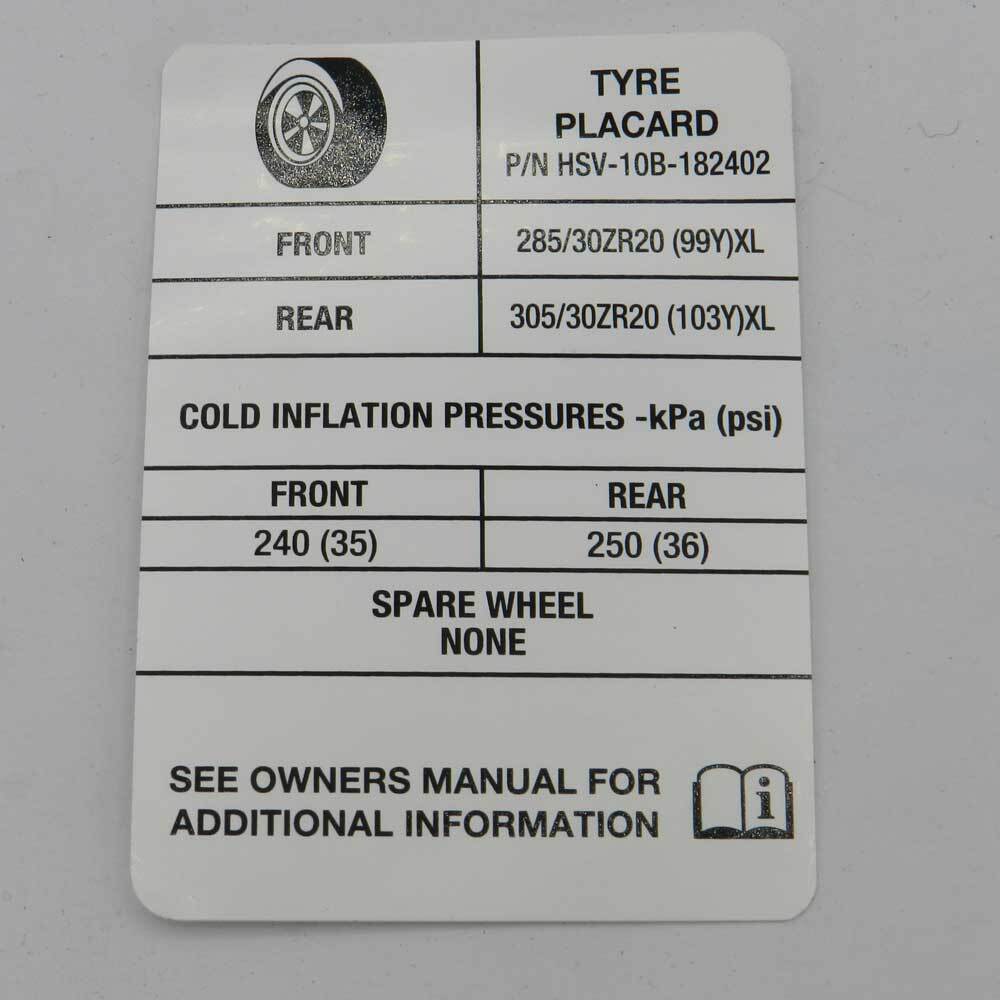 TYRE
PLACARD
P/N HSV-10B-182402
FRONT 285/30ZR20 (99Y)XL
REAR 305/30ZR20 (103Y)XL
COLD INFLATION PRESSURES -kPa (psi)
FRONT REAR
240 (35) 250 (36)
SPARE WHEEL
NONE
SEE OWNERS MANUAL FOR
ADDITIONAL INFORMATION
i